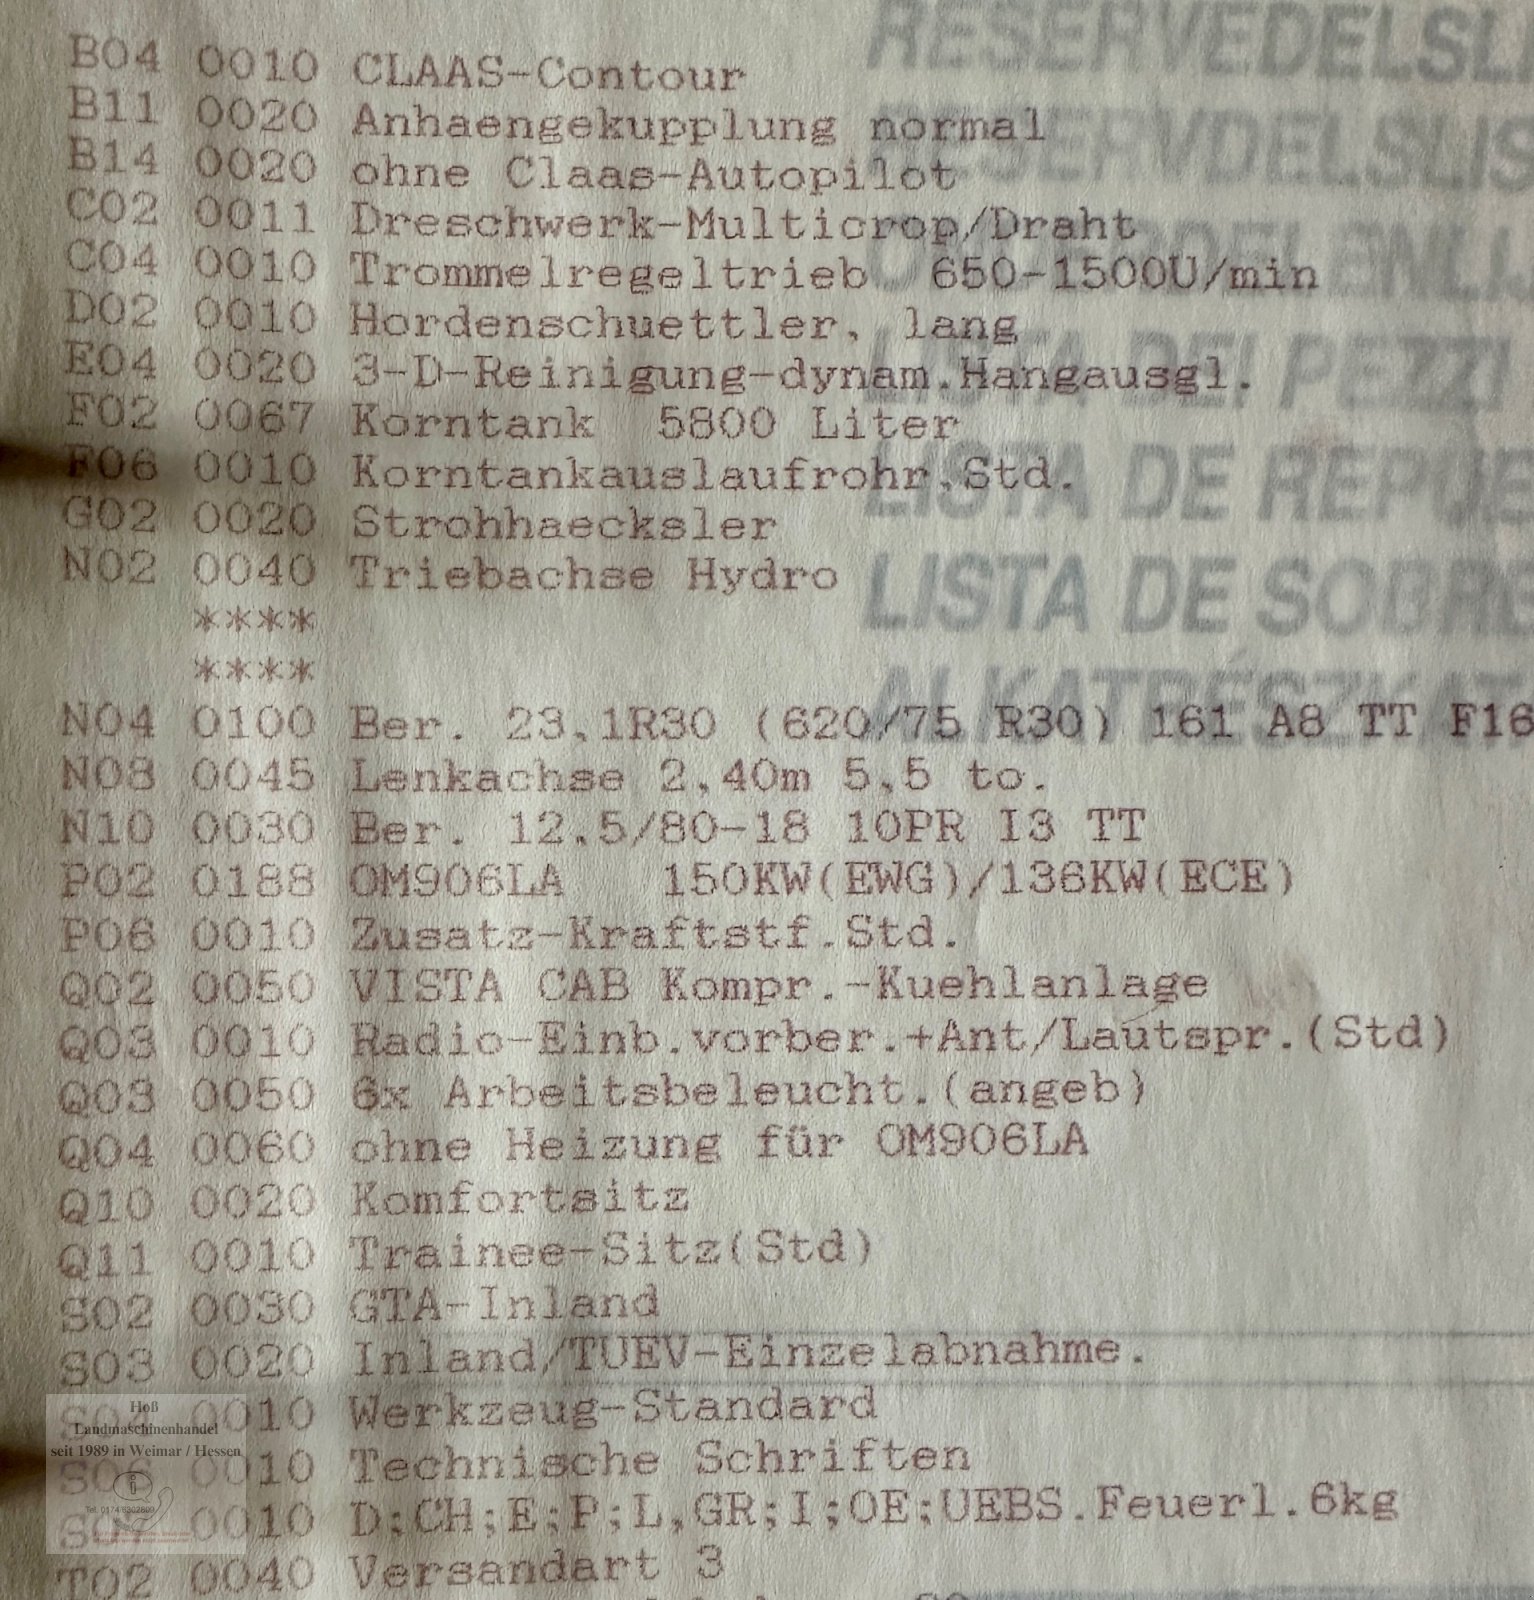 RESERVEDELSLI
RESERVDELSLIS
LISTA DEI PEZZI
LISTA DE REPUE
LISTA DE SOBRE
ALKATRÉSZKAT
B04 0010 CLAAS-Contour
B11 0020 Anhaengekupplung normal
B14 0020 ohne Claas-Autopilot
C02 0011 Dreschwerk-Multicrop/Draht
C04 0010 Trommelregeltrieb 650-1500U/min
D02 0010 Hordenschuettler, lang
E04 0020 3-D-Reinigung-dynam.Hangausgl.
F02 0067 Korntank 5800 Liter
F06 0010 Korntankauslaufrohr,Std.
G02 0020 Strohhaecksler
N02 0040 Triebachse Hydro
****
****
N04 0100 Ber. 23,1R30 (620/75 R30) 161 A8 TT F16
N08 0045 Lenkachse 2,40m 5,5 to.
N10 0030 Ber. 12,5/80-18 10PR I3 TT
P02 0188 OM906LA 150KW(EWG)/136KW(ECE)
P06 0010 Zusatz-Kraftstf.Std.
Q02 0050 VISTA CAB Kompr.-Kuehlanlage
Q03 0010 Radio-Einb.vorber.+Ant/Lautspr.(Std)
Q03 0050 6x Arbeitsbeleucht.(angeb)
Q04 0060 ohne Heizung für OM906LA
Q10 0020 Komfortsitz
Q11 0010 Trainee-Sitz(Std)
S02 0030 GTA-Inland
S03 0020 Inland/TUEV-Einzelabnahme.
0010 Werkzeug-Standard
S06 0010 Technische Schriften
0010 D;CH;E;P;L,GR;I;OE;UEBS.Feuerl.6kg
T02 0040 Versandart 3
Hoß
Landmaschinenhandel
seit 1989 in Weimar / Hessen